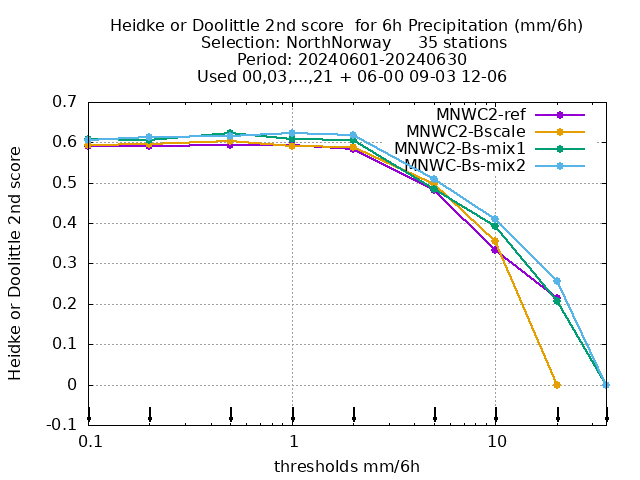 Heidke or Doolittle 2nd score  for 6h Precipitation (mm/6h)
Selection: NorthNorway     35 stations
Period: 20240601-20240630
Used 00,03,...,21 + 06-00 09-03 12-06
MNWC2-ref
MNWC2-Bscale
MNWC2-Bs-mix1
MNWC-Bs-mix2
Heidke or Doolittle 2nd score
0.7
0.6
0.5
0.4
0.3
0.2
0.1
0
-0.1
0.1
1
10
thresholds mm/6h